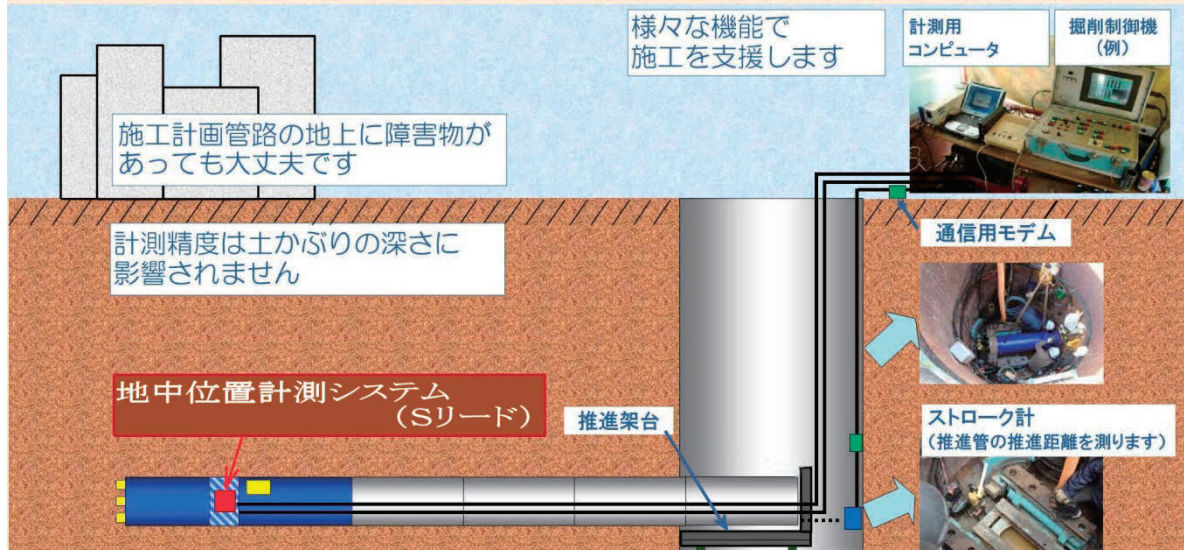 様々な機能で
施工を支援します
計測用
コンピュータ
掘削制御機
（例）
施工計画管路の地上に障害物が
あっても大丈夫です
計測精度は土かぶりの深さに
影響されません
通信用モデム
地中位置計測システム
（Sリード）
推進架台
ストローク計
（推進管の推進距離を測ります）